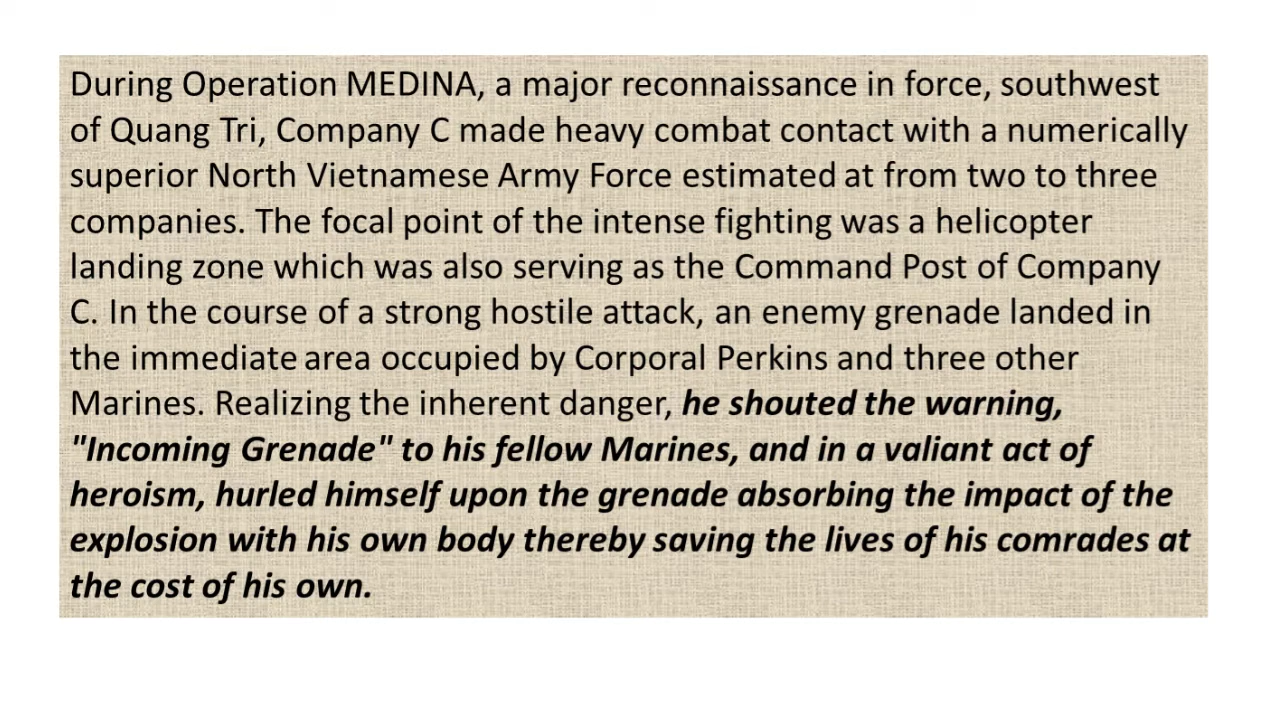 During Operation MEDINA, a major reconnaissance in force, southwest
of Quang Tri, Company C made heavy combat contact with a numerically
superior North Vietnamese Army Force estimated at from two to three
companies. The focal point of the intense fighting was a helicopter
landing zone which was also serving as the Command Post of Company
C. In the course of a strong hostile attack, an enemy grenade landed in
the immediate area occupied by Corporal Perkins and three other
Marines. Realizing the inherent danger, he shouted the warning,
"Incoming Grenade" to his fellow Marines, and in a valiant act of
heroism, hurled himself upon the grenade absorbing the impact of the
explosion with his own body thereby saving the lives of his comrades at
the cost of his own.